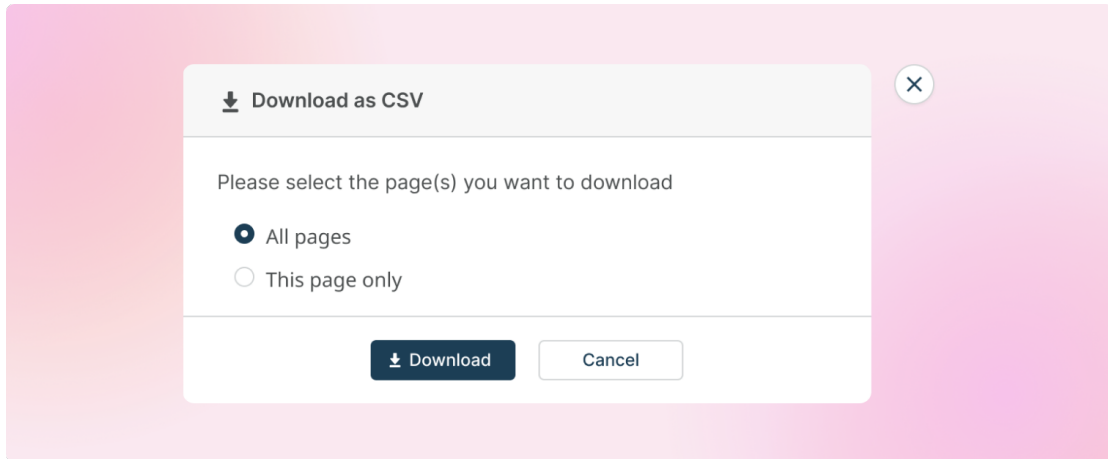 Download as CSV
Please select the page(s) you want to download
All pages
This page only
Download
Cancel